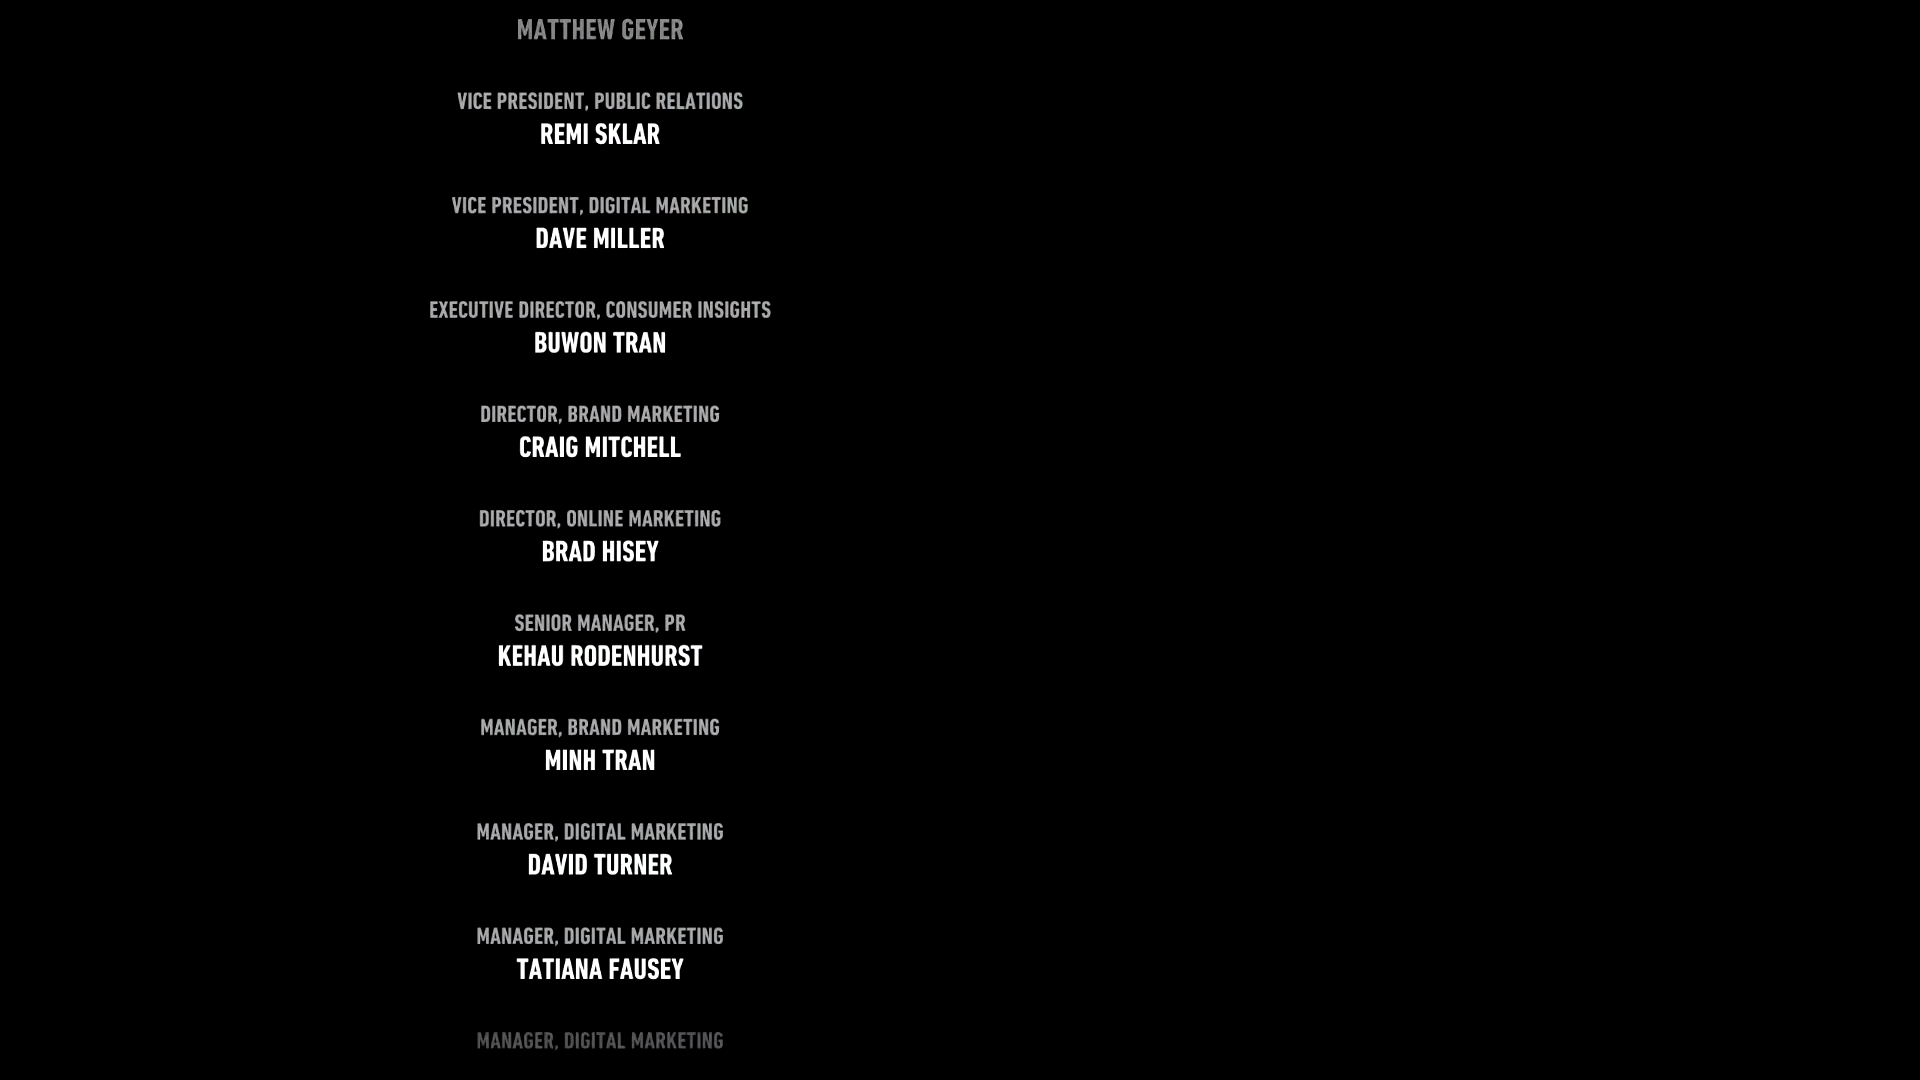 MATTHEW GEYER
VICE PRESIDENT, PUBLIC RELATIONS
REMI SKLAR
VICE PRESIDENT, DIGITAL MARKETING
DAVE MILLER
EXECUTIVE DIRECTOR, CONSUMER INSIGHTS
BUWON TRAN
DIRECTOR, BRAND MARKETING
CRAIG MITCHELL
DIRECTOR, ONLINE MARKETING
BRAD HISEY
SENIOR MANAGER, PR
KEHAU RODENHURST
MANAGER, BRAND MARKETING
MINH TRAN
MANAGER, DIGITAL MARKETING
DAVID TURNER
MANAGER, DIGITAL MARKETING
TATIANA FAUSEY
MANAGER, DIGITAL MARKETING